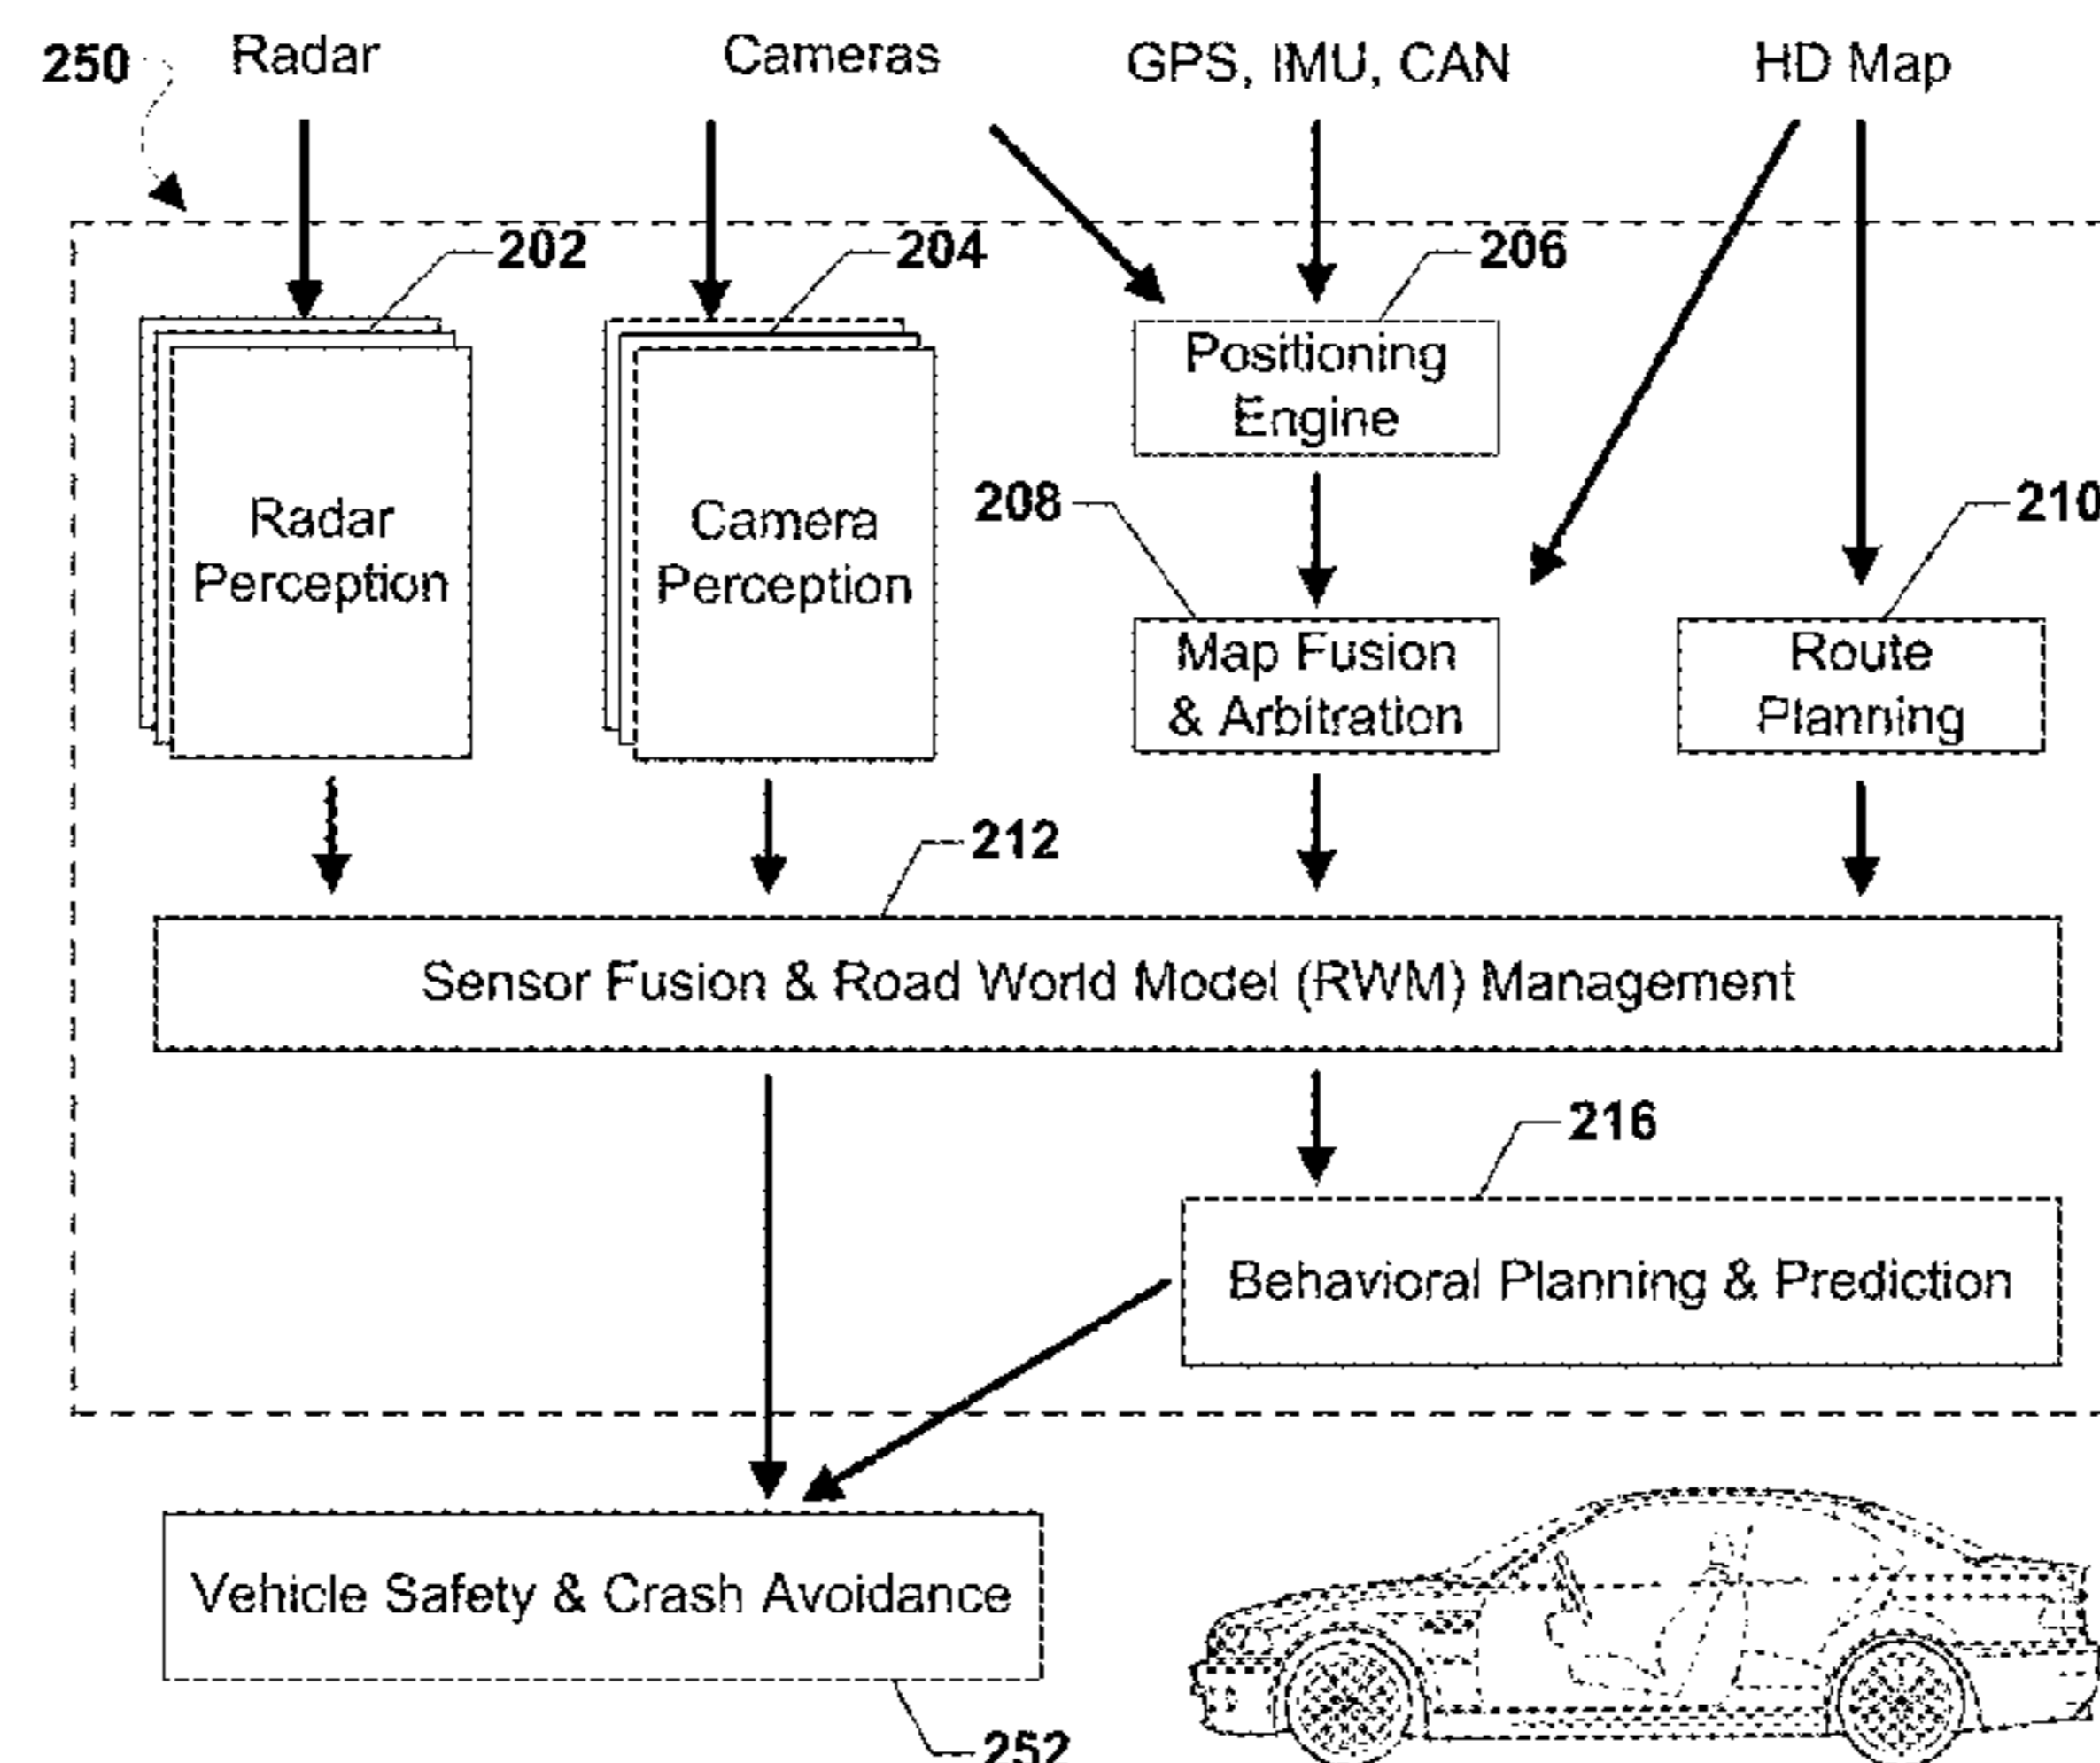 250
Radar
Cameras
GPS, IMU, CAN
HD Map
202
204
206
Positioning
Engine
Radar
Perception
Camera
Perception
208
210
Map Fusion
& Arbitration
Route
Planning
212
Sensor Fusion & Road World Model (RWM) Management
216
Behavioral Planning & Prediction
Vehicle Safety & Crash Avoidance
252